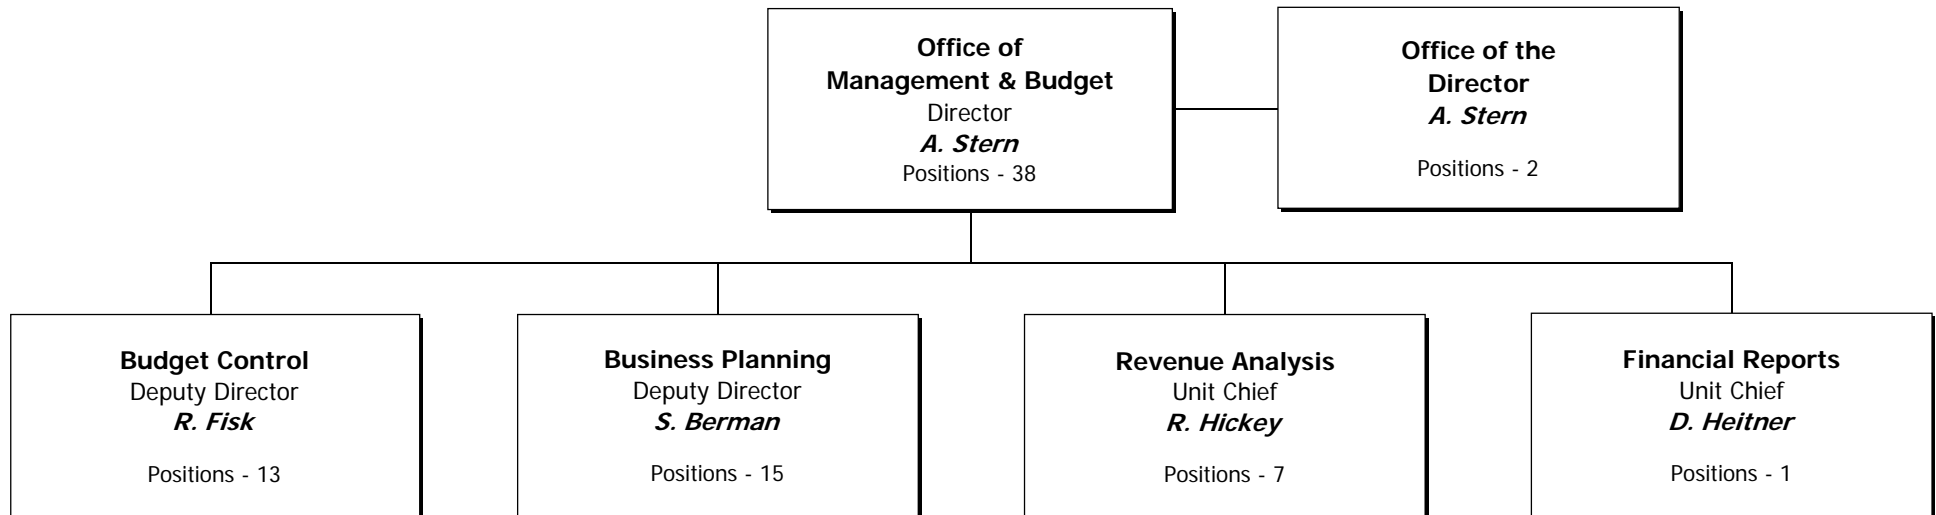 Office of
Management & Budget
Director
A. Stern
Positions - 38
Office of the
Director
A. Stern
Positions - 2
Budget Control
Deputy Director
R. Fisk
Positions - 13
Business Planning
Deputy Director
S. Berman
Positions - 15
Revenue Analysis
Unit Chief
R. Hickey
Positions - 7
Financial Reports
Unit Chief
D. Heitner
Positions - 1